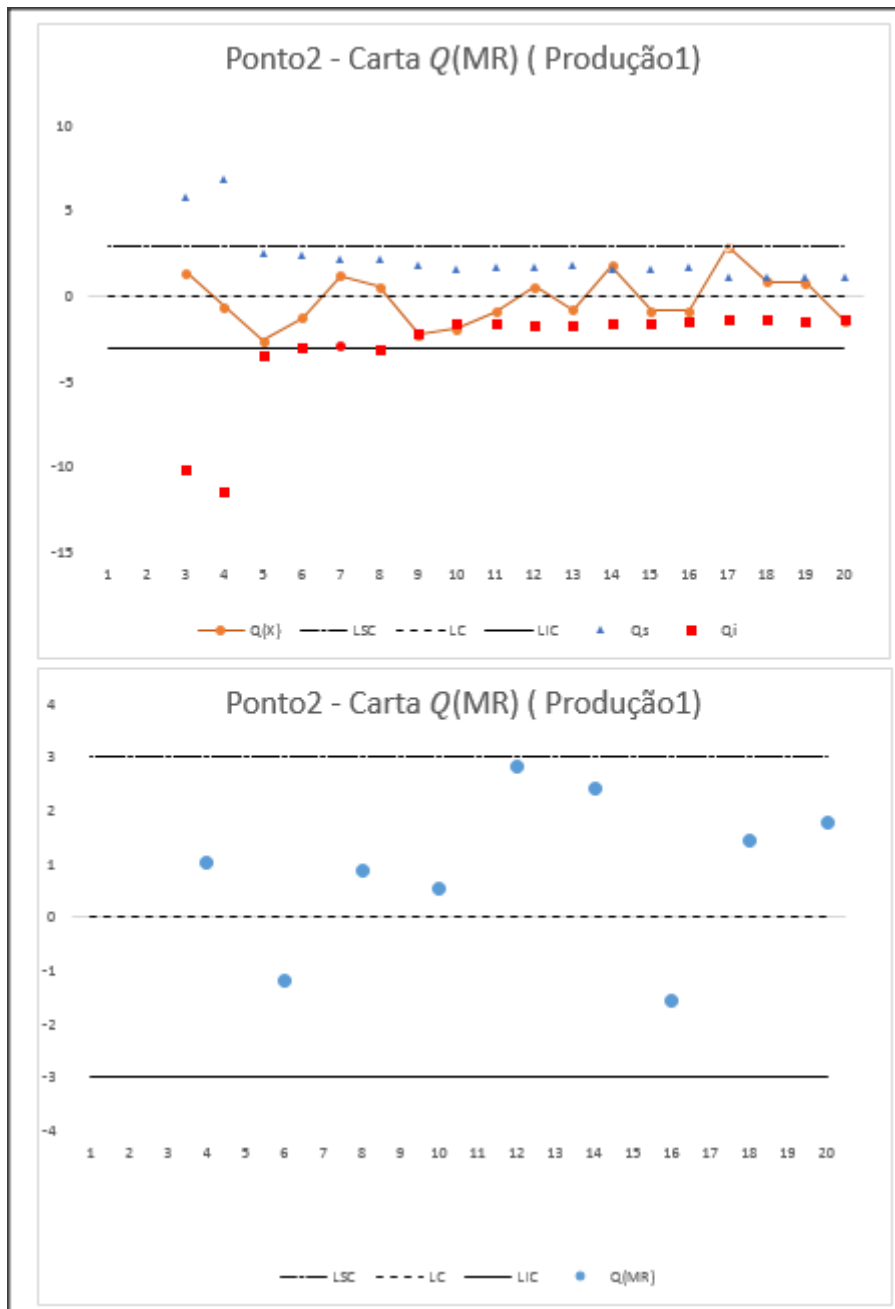 Ponto2 - Carta Q(MR) ( Produção1)
10
5
0
-5
-10
-15
1 2 3 4 5 6 7 8 9 10 11 12 13 14 15 16 17 18 19 20
Q(X) LSC LC LIC Qs Qi
Ponto2 - Carta Q(MR) ( Produção1)
4
3
2
1
0
-1
-2
-3
-4
1 2 3 4 5 6 7 8 9 10 11 12 13 14 15 16 17 18 19 20
LSC LC LIC Q(MR)